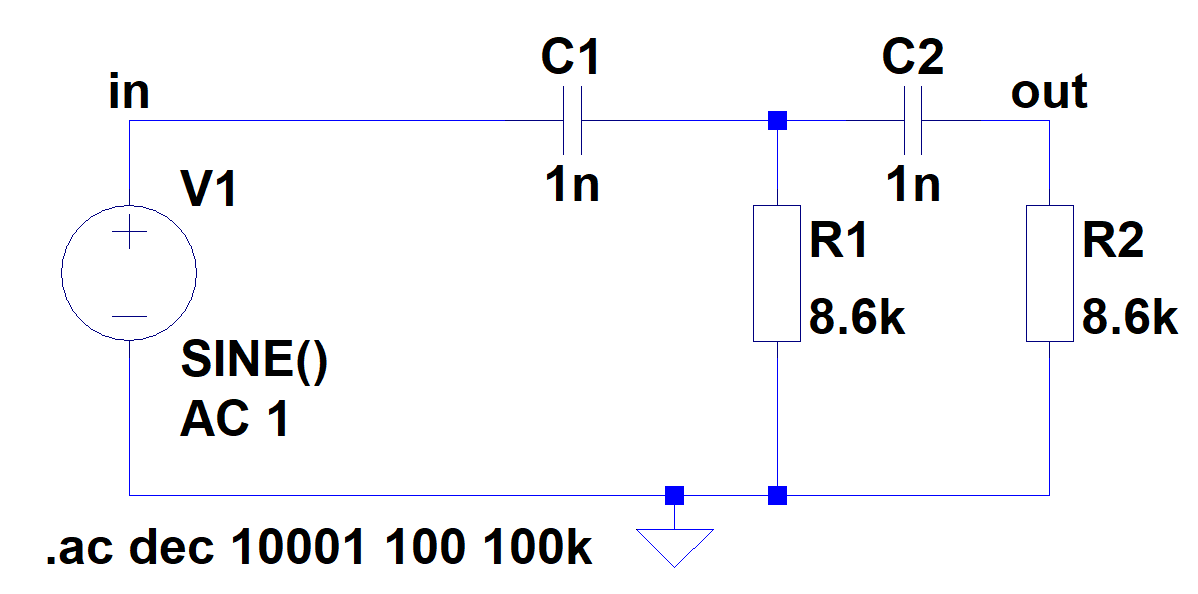 C1
C2
in
out
1n
1n
V1
R1
R2
8.6k
8.6k
SINE()
AC 1
.ac dec 10001 100 100k